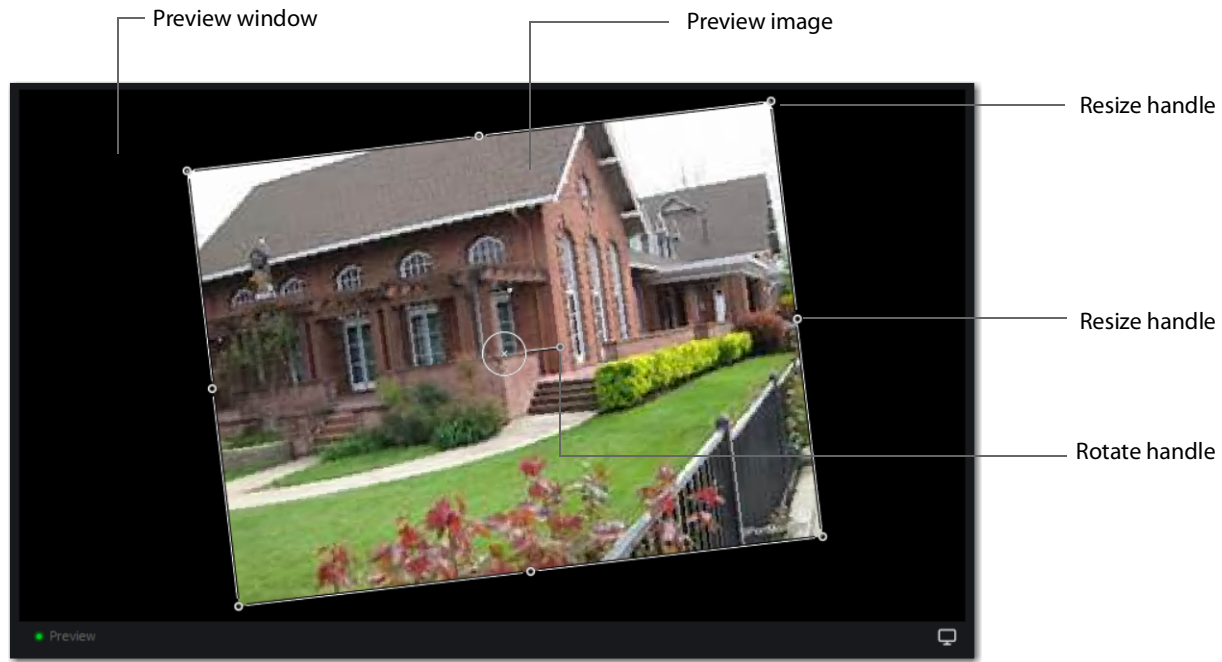 Preview window
Preview image
Resize handle
Resize handle
Rotate handle
Preview